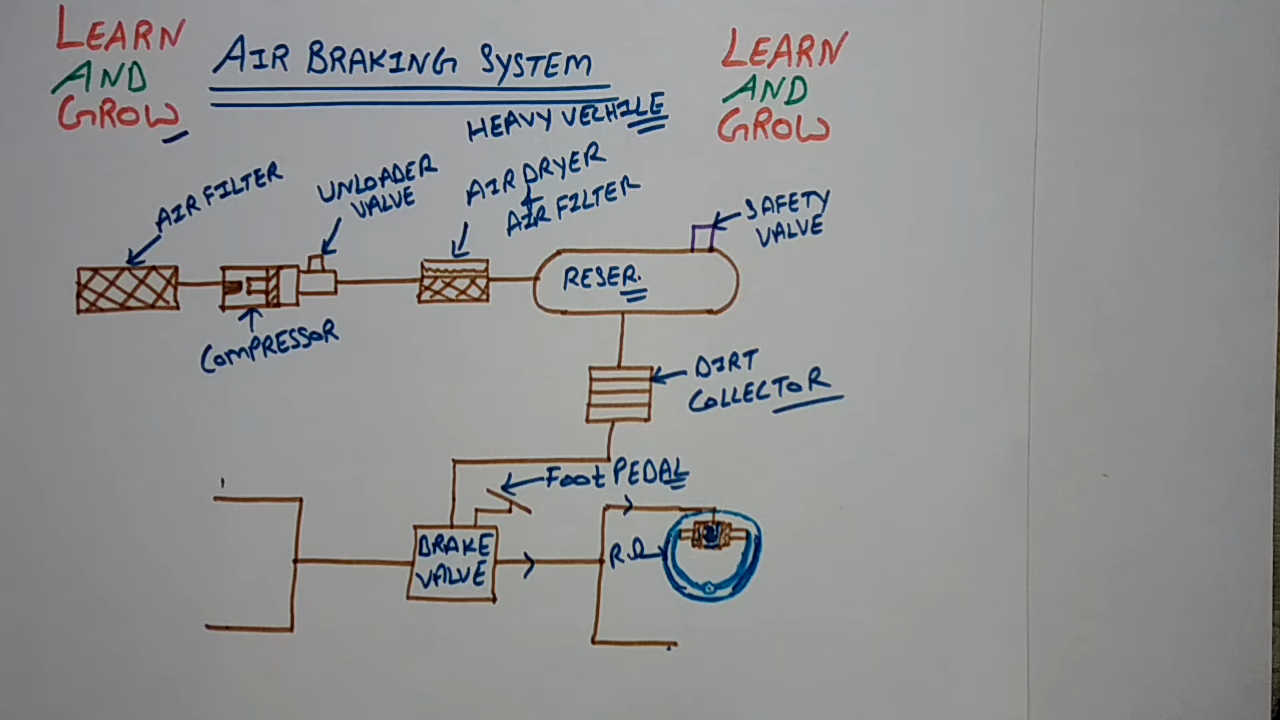 LEARN
AND
GROW
AIR BRAKING SYSTEM
HEAVY VECHILE
LEARN
AND
GROW
AIR FILTER
UNLOADER
VALVE
AIR DRYER
+
AIR FILTER
SAFETY
VALVE
RESER.
COMPRESSOR
DIRT
COLLECTOR
FOOT PEDAL
BRAKE
VALVE